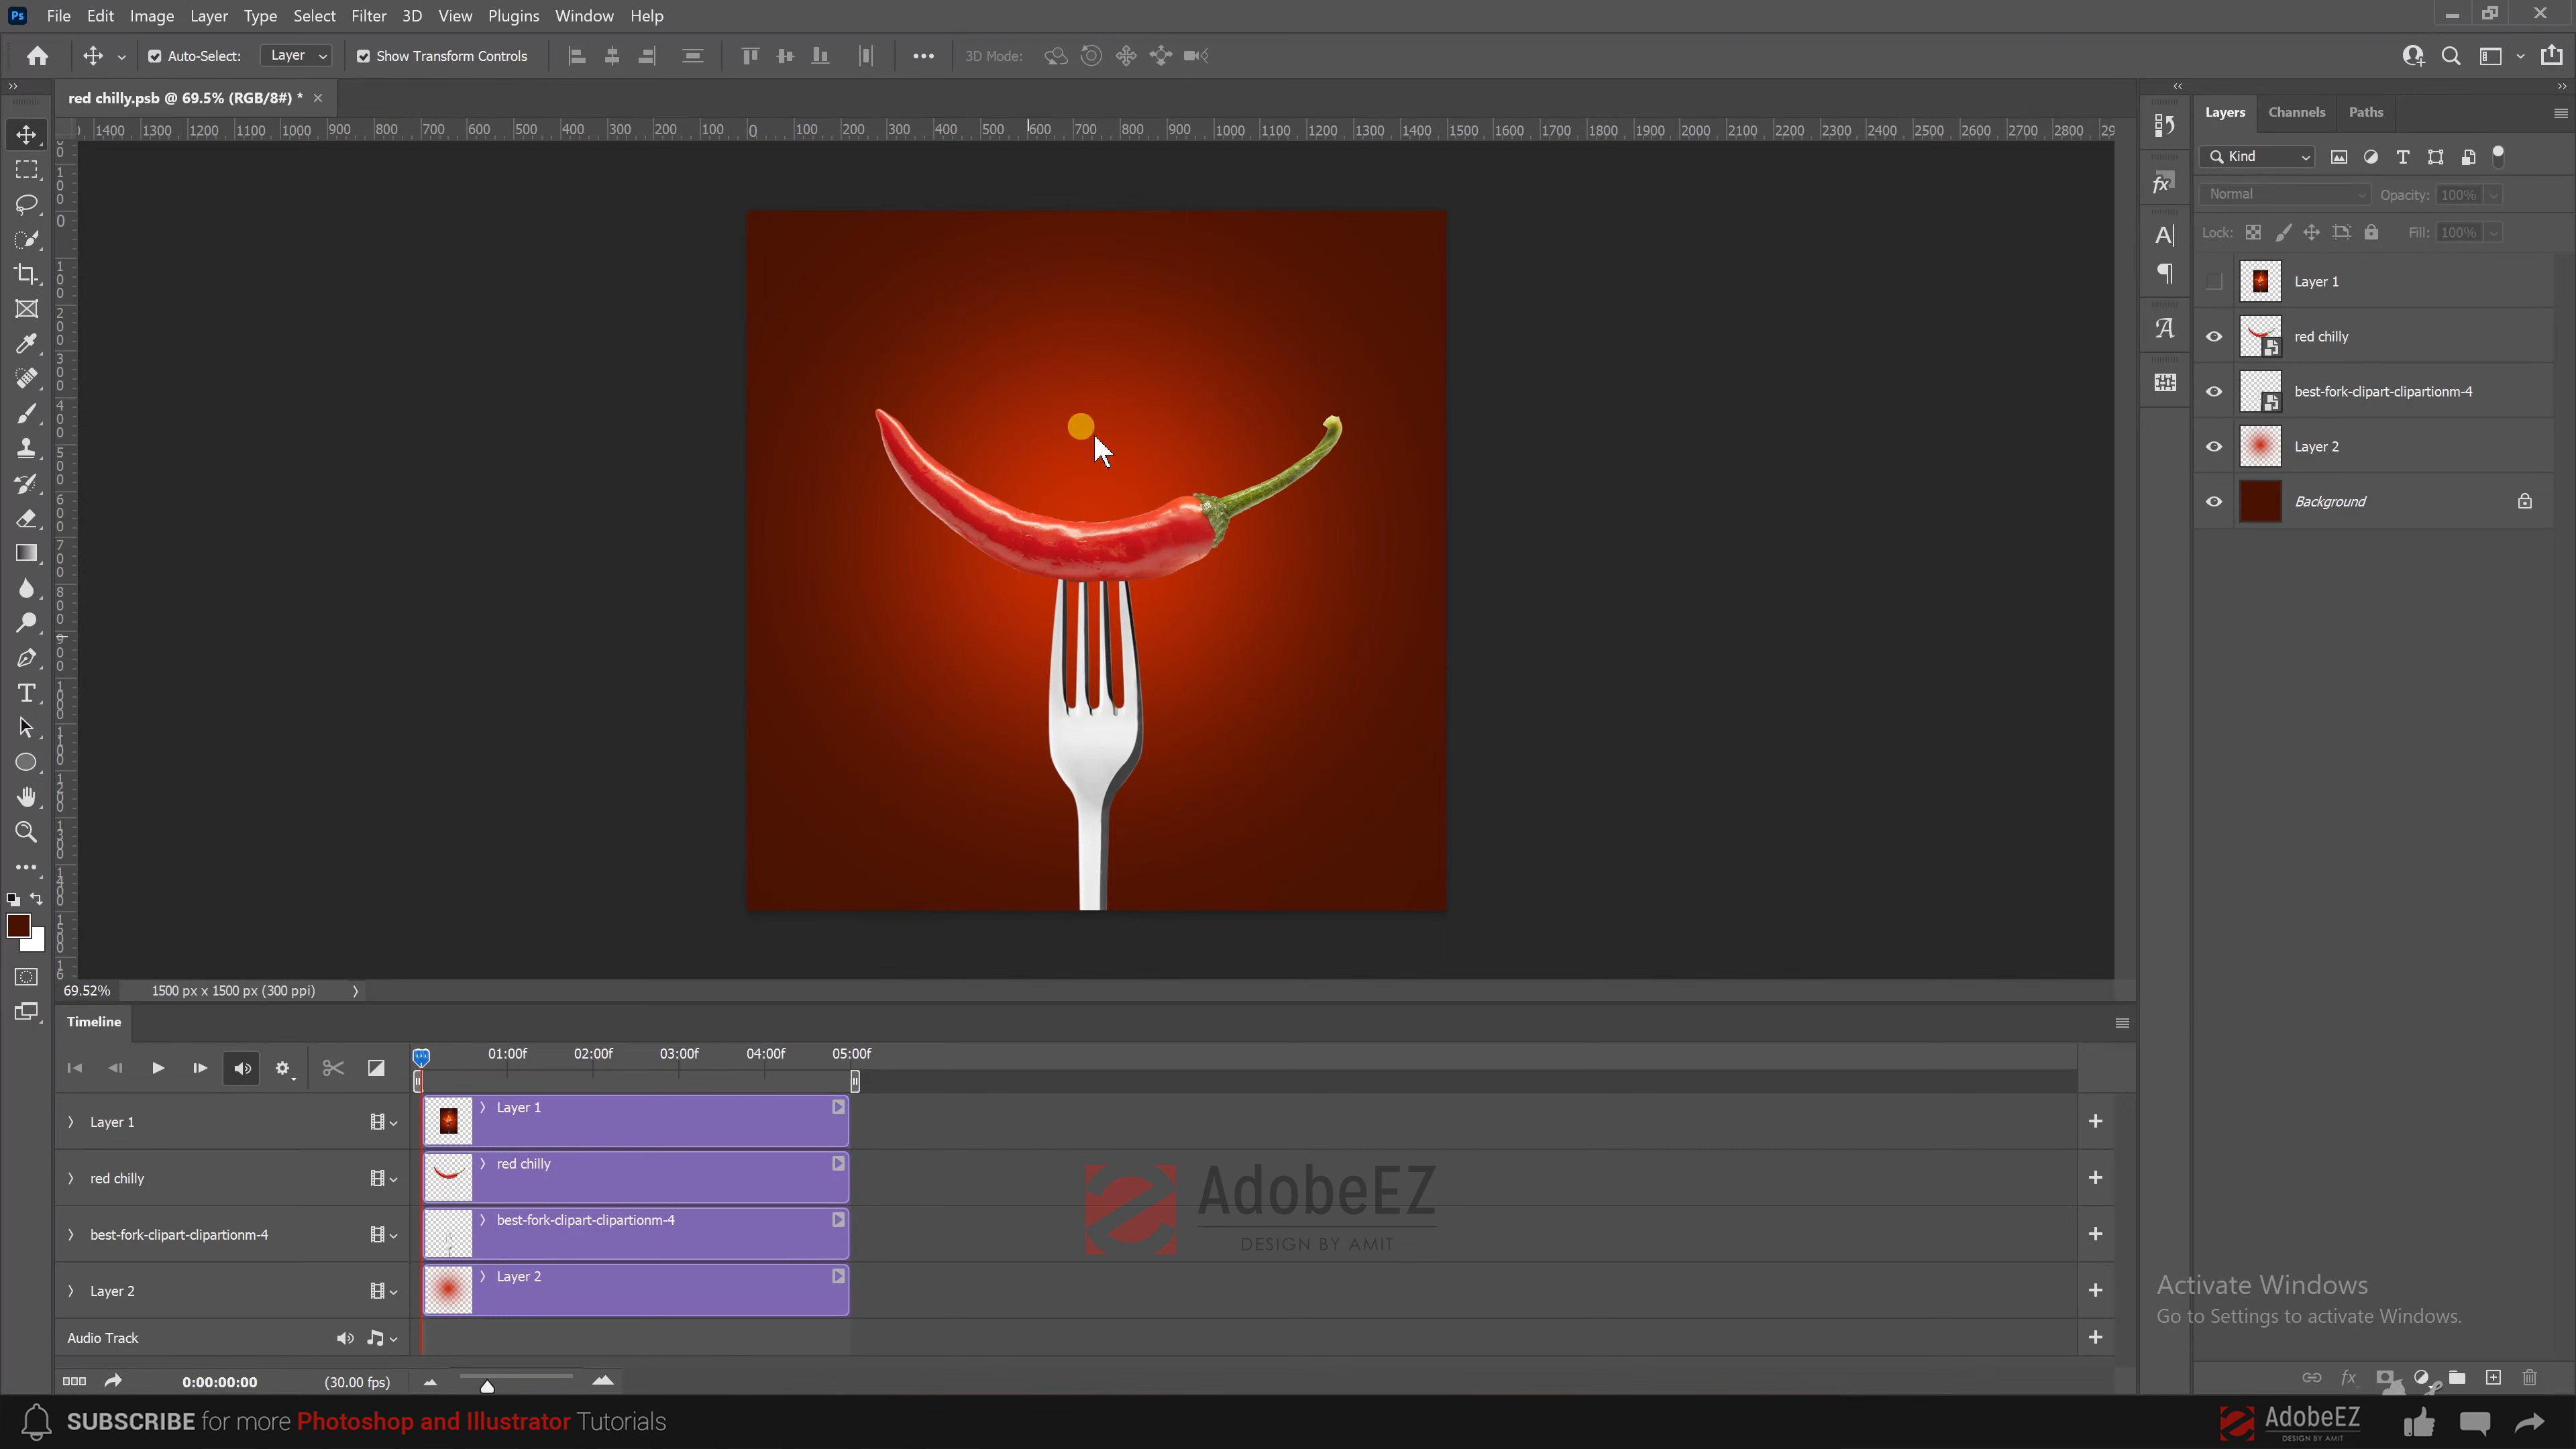 Ps File Edit Image Layer Type Select Filter 3D View Plugins Window Help
Auto-Select: Layer Show Transform Controls 3D Mode:
red chilly.psb @ 69.5% (RGB/8#) * ×
1400 1300 1200 1100 1000 900 800 700 600 500 400 300 200 100 0 100 200 300 400 500 600 700 800 900 1000 1100 1200 1300 1400 1500 1600 1700 1800 1900 2000 2100 2200 2300 2400 2500 2600 2700 2800
Layers Channels Paths
Kind
Normal Opacity: 100%
Lock: Fill: 100%
Layer 1
red chilly
best-fork-clipart-clipartionm-4
Layer 2
Background
69.52% 1500 px x 1500 px (300 ppi)
Timeline
01:00f 02:00f 03:00f 04:00f 05:00f
Layer 1 Layer 1
red chilly red chilly
best-fork-clipart-clipartionm-4 best-fork-clipart-clipartionm-4
Layer 2 Layer 2
Audio Track
0:00:00:00 (30.00 fps)
AdobeEZ
DESIGN BY AMIT
Activate Windows
Go to Settings to activate Windows.
SUBSCRIBE for more Photoshop and Illustrator Tutorials
AdobeEZ
DESIGN BY AMIT